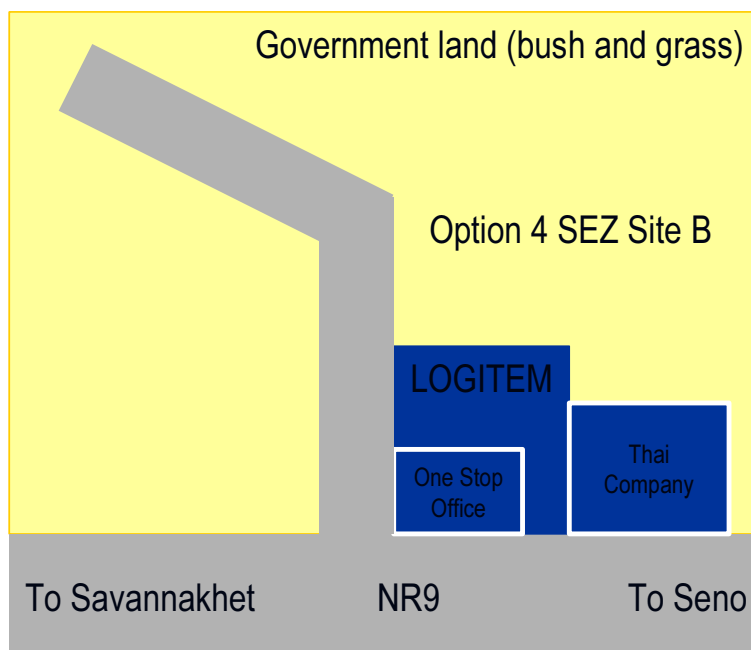 Government land (bush and grass)
Option 4 SEZ Site B
LOGITEM
One Stop
Office
Thai
Company
To Savannakhet
NR9
To Seno